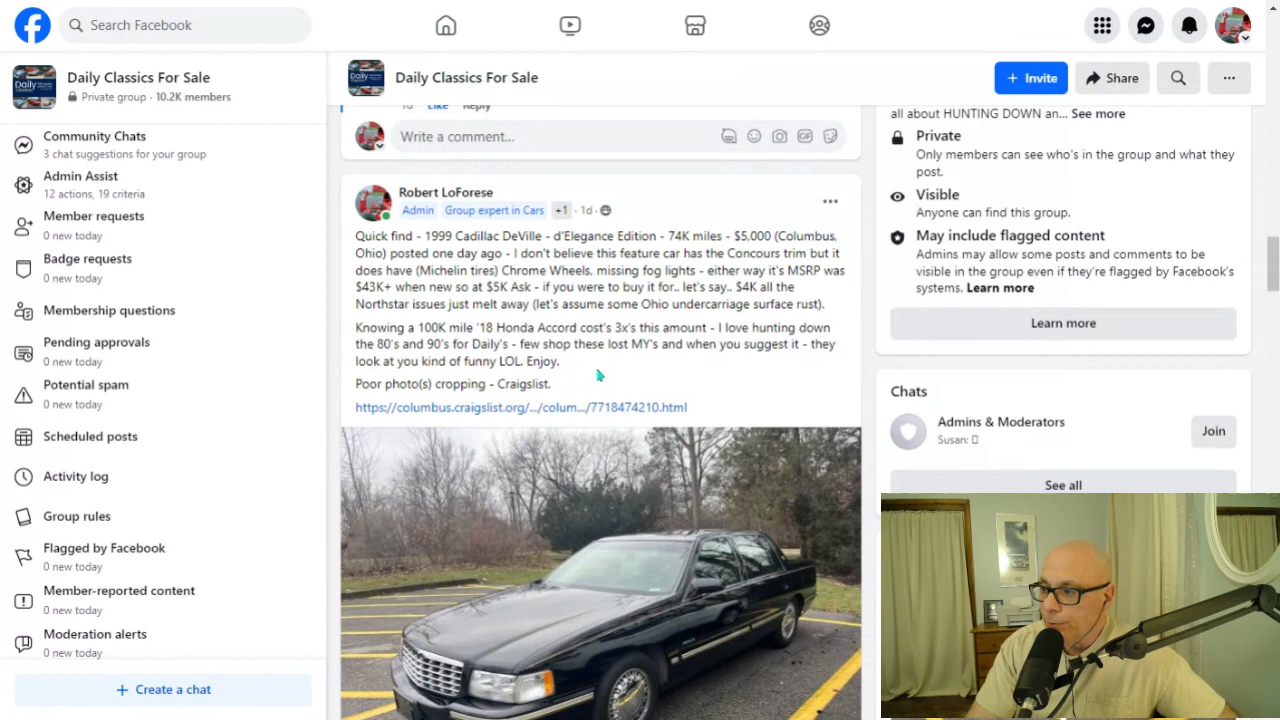 Search Facebook
Daily Classics For Sale
Private group · 10.2K members
Community Chats
3 chat suggestions for your group
Admin Assist
12 actions, 19 criteria
Member requests
0 new today
Badge requests
0 new today
Membership questions
Pending approvals
0 new today
Potential spam
0 new today
Scheduled posts
Activity log
Group rules
Flagged by Facebook
0 new today
Member-reported content
0 new today
Moderation alerts
0 new today
+ Create a chat
Daily
Daily Classics For Sale
+ Invite
Share
1d Like Reply
Write a comment...
Robert LoForese
Admin Group expert in Cars +1 · 1d ·
Quick find - 1999 Cadillac DeVille - d'Elegance Edition - 74K miles - $5,000 (Columbus,
Ohio) posted one day ago - I don't believe this feature car has the Concours trim but it
does have (Michelin tires) Chrome Wheels, missing fog lights - either way it's MSRP was
$43K+ when new so at $5K Ask - if you were to buy it for.. let's say.. $4K all the
Northstar issues just melt away (let's assume some Ohio undercarriage surface rust).
Knowing a 100K mile '18 Honda Accord cost's 3x's this amount - I love hunting down
the 80's and 90's for Daily's - few shop these lost MY's and when you suggest it - they
look at you kind of funny LOL. Enjoy.
Poor photo(s) cropping - Craigslist.
https://columbus.craigslist.org/.../colum.../7718474210.html
all about HUNTING DOWN an... See more
Private
Only members can see who's in the group and what they
post.
Visible
Anyone can find this group.
May include flagged content
Admins may allow some posts and comments to be
visible in the group even if they're flagged by Facebook's
systems. Learn more
Learn more
Chats
Admins & Moderators
Susan:
Join
See all